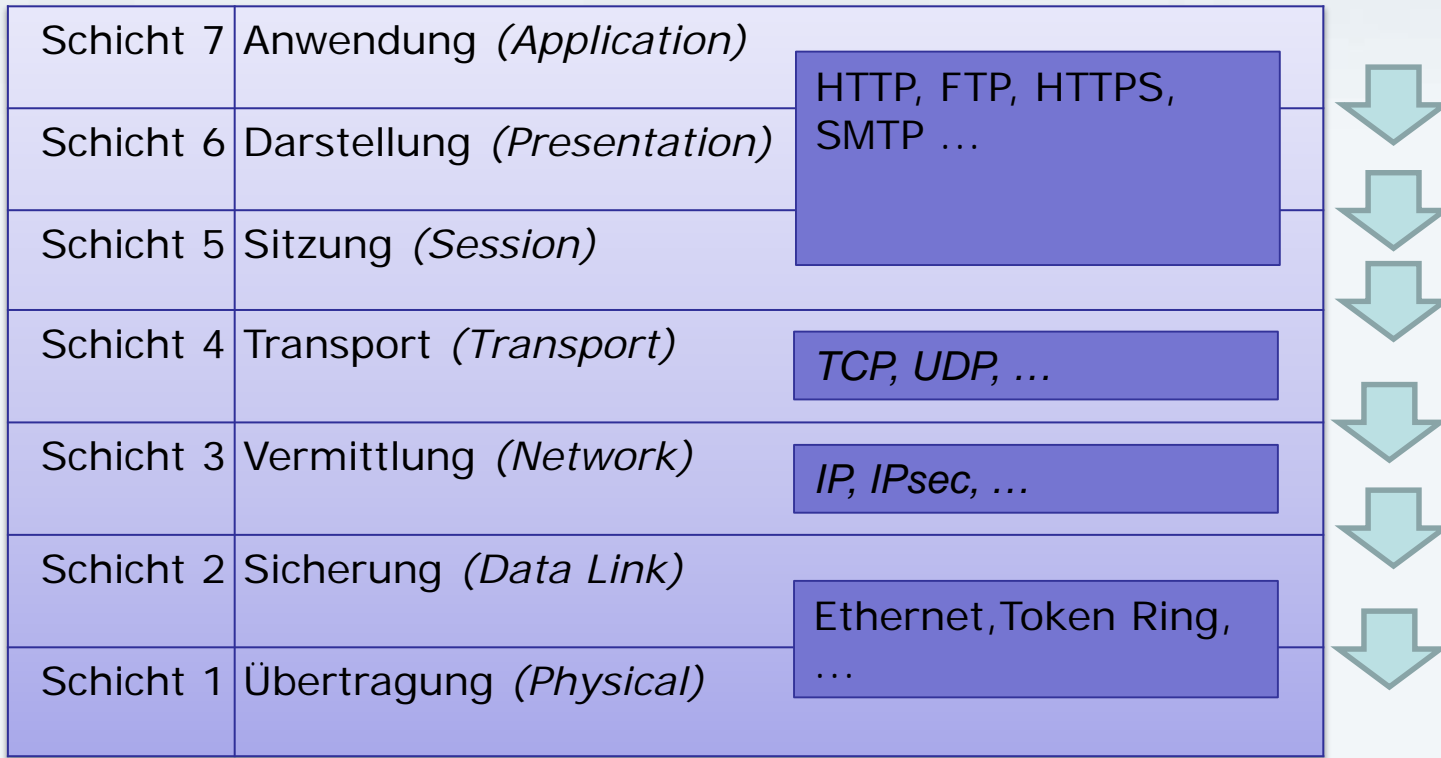 Schicht 7 Anwendung (Application)
HTTP, FTP, HTTPS,
SMTP …
Schicht 6 Darstellung (Presentation)
Schicht 5 Sitzung (Session)
Schicht 4 Transport (Transport)
TCP, UDP, …
Schicht 3 Vermittlung (Network)
IP, IPsec, …
Schicht 2 Sicherung (Data Link)
Ethernet,Token Ring,
…
Schicht 1 Übertragung (Physical)